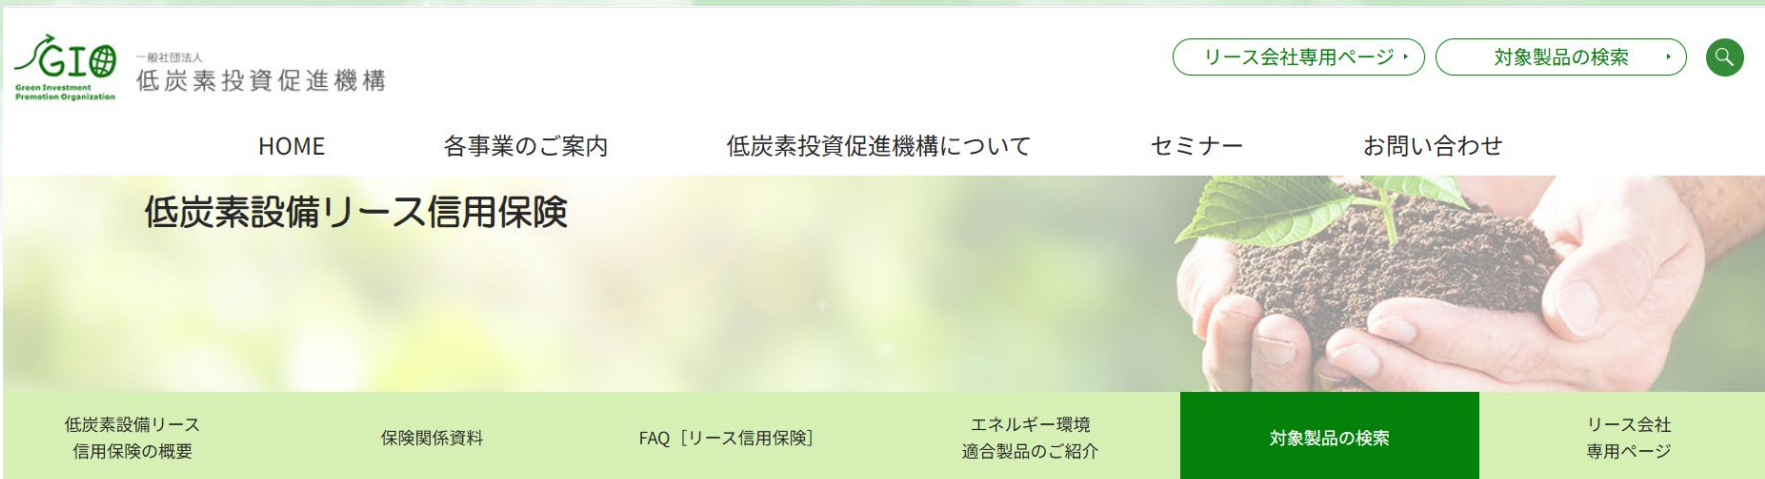 GIO
Green Investment
Promotion Organization
一般社団法人
低炭素投資促進機構
リース会社専用ページ
対象製品の検索
HOME
各事業のご案内
低炭素投資促進機構について
セミナー
お問い合わせ
低炭素設備リース信用保険
低炭素設備リース
信用保険の概要
保険関係資料
FAQ［リース信用保険］
エネルギー環境
適合製品のご紹介
対象製品の検索
リース会社
専用ページ